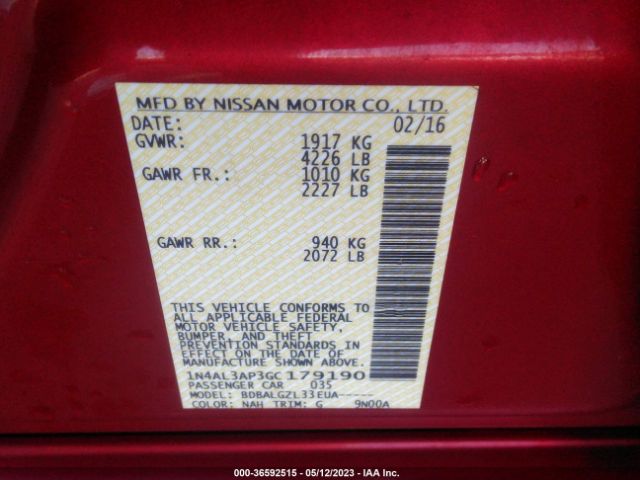 MFD BY NISSAN MOTOR CO., LTD.
DATE: 02/16
GVWR: 1917 KG
4226 LB
GAWR FR.: 1010 KG
2227 LB
GAWR RR.: 940 KG
2072 LB
THIS VEHICLE CONFORMS TO
ALL APPLICABLE FEDERAL
MOTOR VEHICLE SAFETY,
BUMPER, AND THEFT
PREVENTION STANDARDS IN
EFFECT ON THE DATE OF
MANUFACTURE SHOWN ABOVE.
1N4AL3AP3GC179190
PASSENGER CAR 035
MODEL: BDBALGZL33EUA-----
COLOR: NAH TRIM: G 9N00A
000-36592515 - 05/12/2023 - IAA Inc.